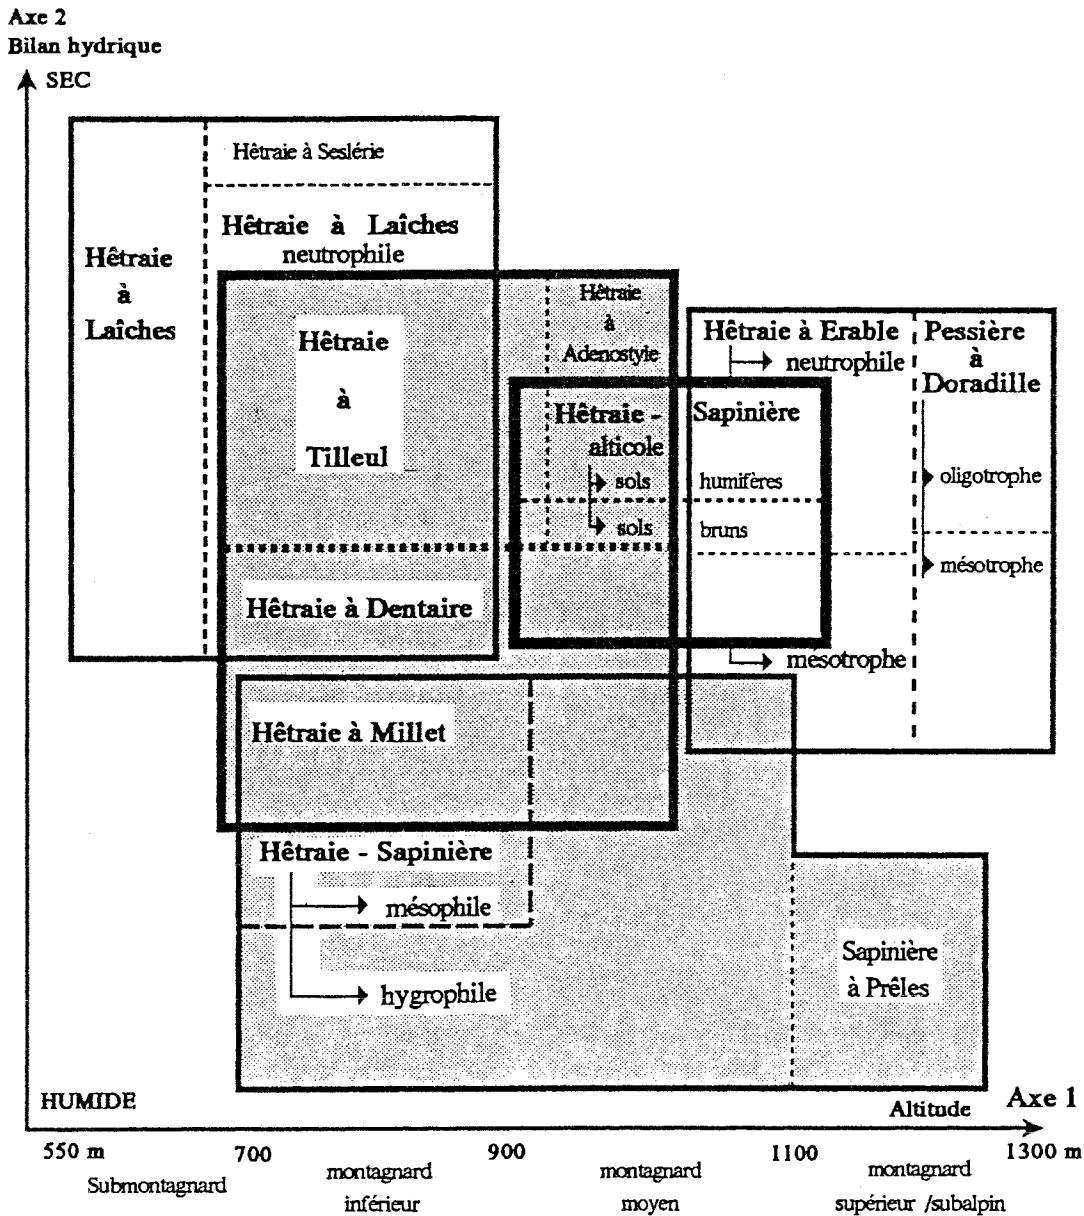 Axe 2
Bilan hydrique
SEC
Hêtraie à Seslérie
Hêtraie à Laîches
neutrophile
Hêtraie
à
Laîches
Hêtraie
à
Tilleul
Hêtraie
à
Adenostyle
Hêtraie à Erable
neutrophile
Pessière
à
Doradille
oligotrophe
mésotrophe
Hêtraie - Sapinière
alticole
sols humifères
sols bruns
Hêtraie à Dentaire
mésotrophe
Hêtraie à Millet
Hêtraie - Sapinière
mésophile
hygrophile
Sapinière
à Prêles
HUMIDE
Altitude
Axe 1
550 m 700 900 1100 1300 m
Submontagnard
montagnard
inférieur
montagnard
moyen
montagnard
supérieur /subalpin